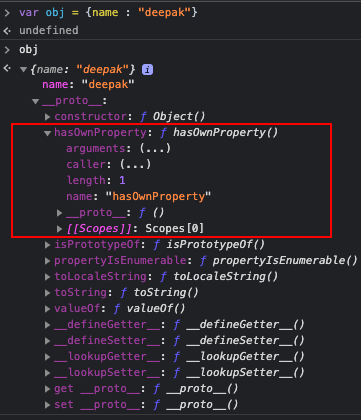 > var obj = {name : "deepak"}
< undefined
> obj
< ▼{name: "deepak"} i
name: "deepak"
▼__proto__:
▶constructor: ƒ Object()
▼hasOwnProperty: ƒ hasOwnProperty()
arguments: (...)
caller: (...)
length: 1
name: "hasOwnProperty"
▶__proto__: ƒ ()
▶[[Scopes]]: Scopes[0]
▶isPrototypeOf: ƒ isPrototypeOf()
▶propertyIsEnumerable: ƒ propertyIsEnumerable()
▶toLocaleString: ƒ toLocaleString()
▶toString: ƒ toString()
▶valueOf: ƒ valueOf()
▶__defineGetter__: ƒ __defineGetter__()
▶__defineSetter__: ƒ __defineSetter__()
▶__lookupGetter__: ƒ __lookupGetter__()
▶__lookupSetter__: ƒ __lookupSetter__()
▶get __proto__: ƒ __proto__()
▶set __proto__: ƒ __proto__()